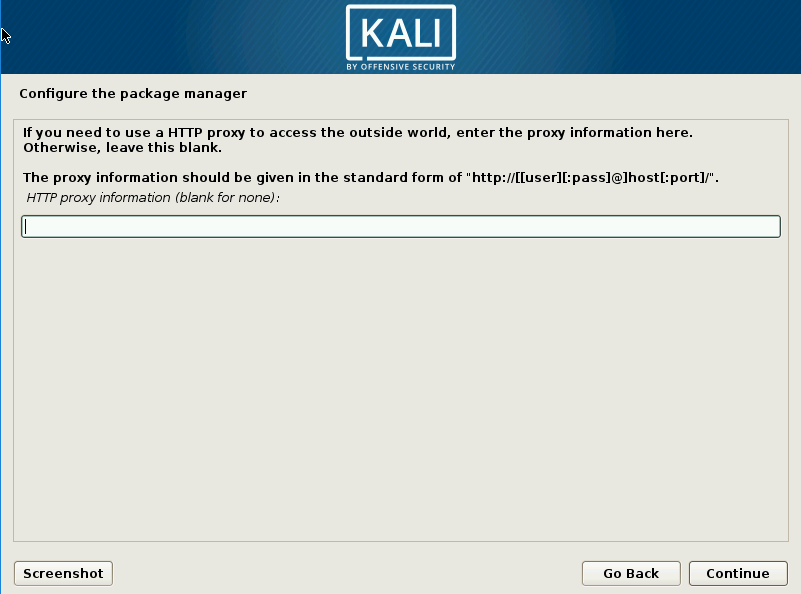 KALI
BY OFFENSIVE SECURITY
Configure the package manager
If you need to use a HTTP proxy to access the outside world, enter the proxy information here.
Otherwise, leave this blank.
The proxy information should be given in the standard form of "http://[[user][:pass]@]host[:port]/".
HTTP proxy information (blank for none):
Screenshot
Go Back
Continue